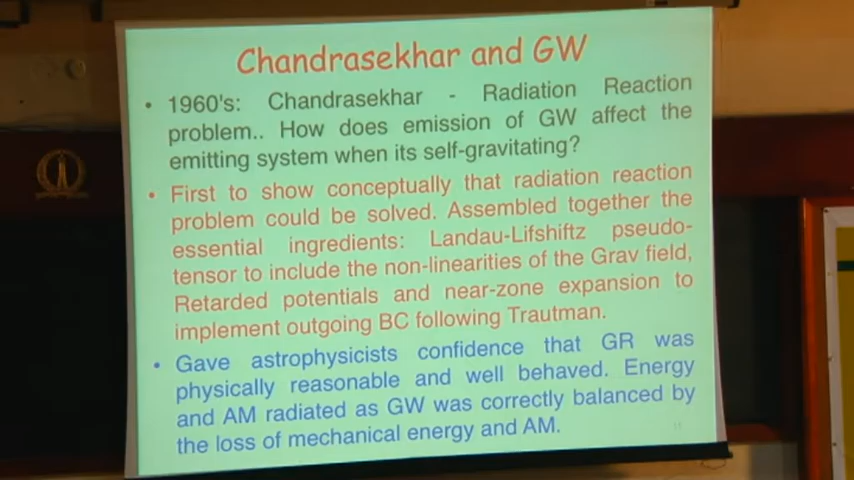 Chandrasekhar and GW
• 1960's: Chandrasekhar - Radiation Reaction
problem.. How does emission of GW affect the
emitting system when its self-gravitating?
• First to show conceptually that radiation reaction
problem could be solved. Assembled together the
essential ingredients: Landau-Lifshiftz pseudo-
tensor to include the non-linearities of the Grav field,
Retarded potentials and near-zone expansion to
implement outgoing BC following Trautman.
• Gave astrophysicists confidence that GR was
physically reasonable and well behaved. Energy
and AM radiated as GW was correctly balanced by
the loss of mechanical energy and AM.